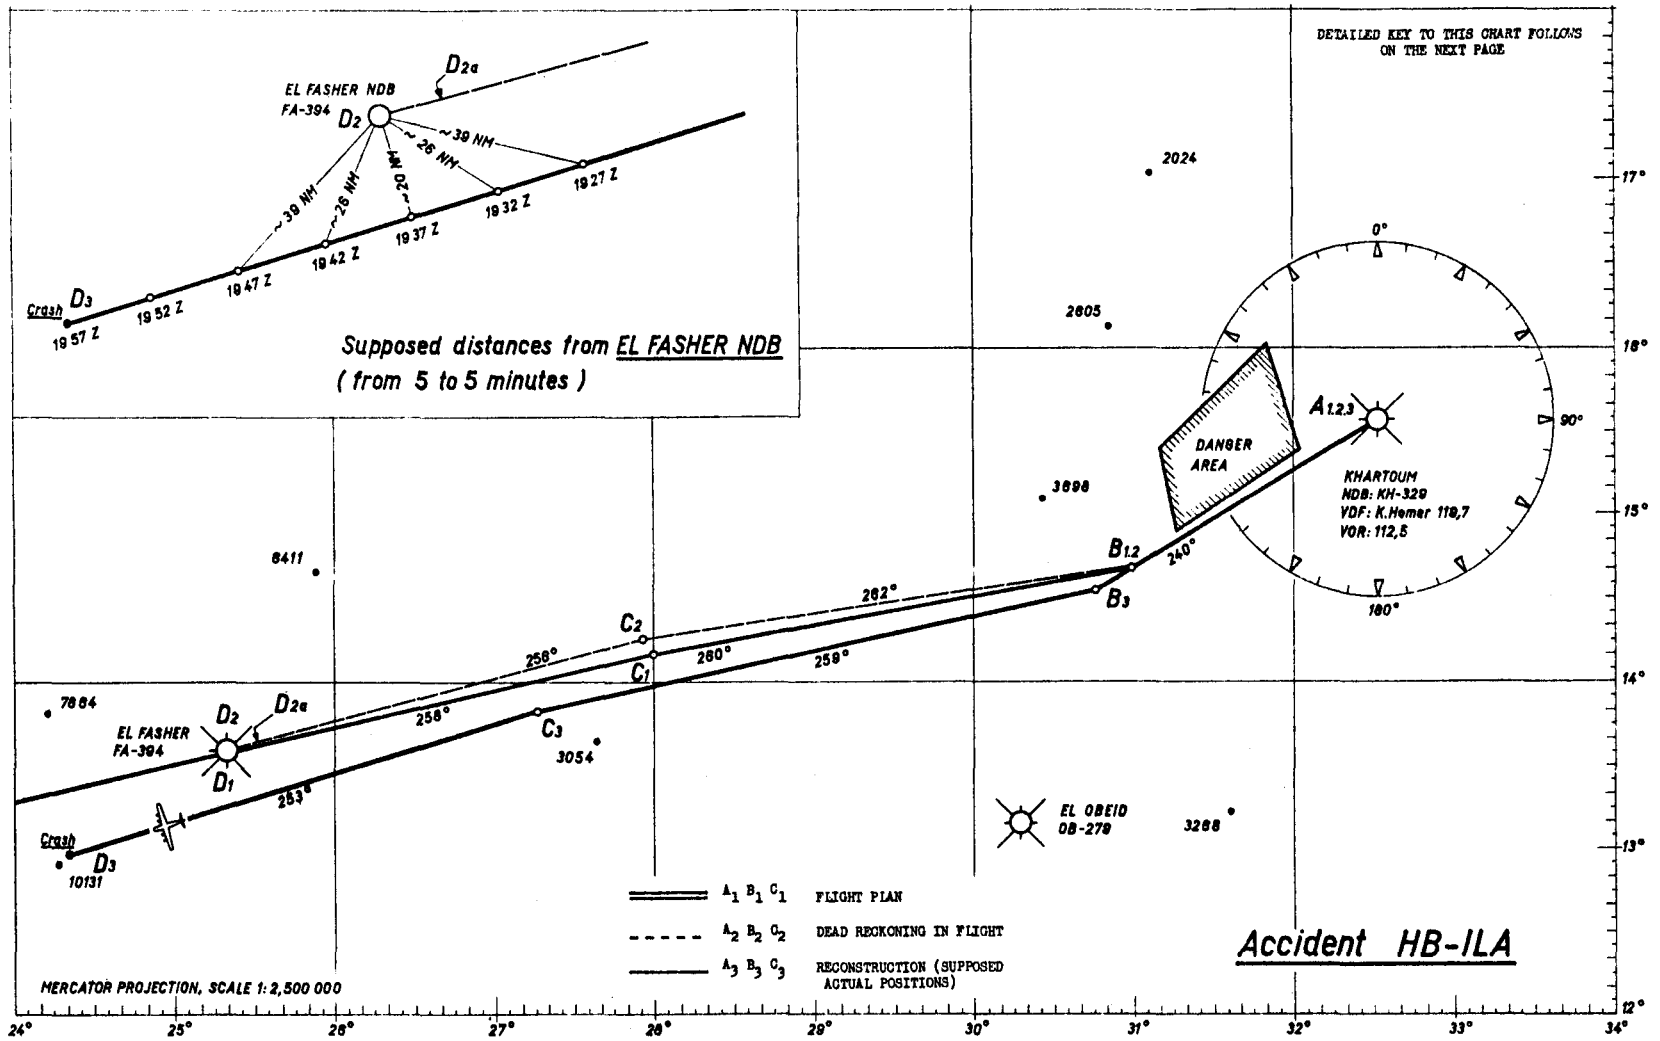 DETAILED KEY TO THIS CHART FOLLOWS
ON THE NEXT PAGE
D2a
EL FASHER NDB
FA-394
D2
~ 39 NM
~ 26 NM
~20 NM
~ 26 NM
~ 39 NM
19 27 Z
19 32 Z
19 37 Z
19 42 Z
19 47 Z
19 52 Z
19 57 Z
Crash
D3
Supposed distances from EL FASHER NDB
( from 5 to 5 minutes )
2024
17°
0°
2605
16°
A1.2.3
90°
DANGER
AREA
KHARTOUM
NDB: KH-329
VDF: K.Homer 119,7
VOR: 112,5
3698
15°
B1.2
240°
8411
262°
B3
180°
C2
256°
260°
259°
C1
14°
7884
D2
D2a
258°
C3
EL FASHER
FA-394
D1
3054
253
EL OBEID
OB-279
3288
Crash
D3
13°
10131
A1 B1 C1 FLIGHT PLAN
A2 B2 C2 DEAD RECKONING IN FLIGHT
A3 B3 C3 RECONSTRUCTION (SUPPOSED
ACTUAL POSITIONS)
Accident HB-ILA
MERCATOR PROJECTION, SCALE 1: 2,500 000
12°
24° 25° 26° 27° 28° 29° 30° 31° 32° 33° 34°